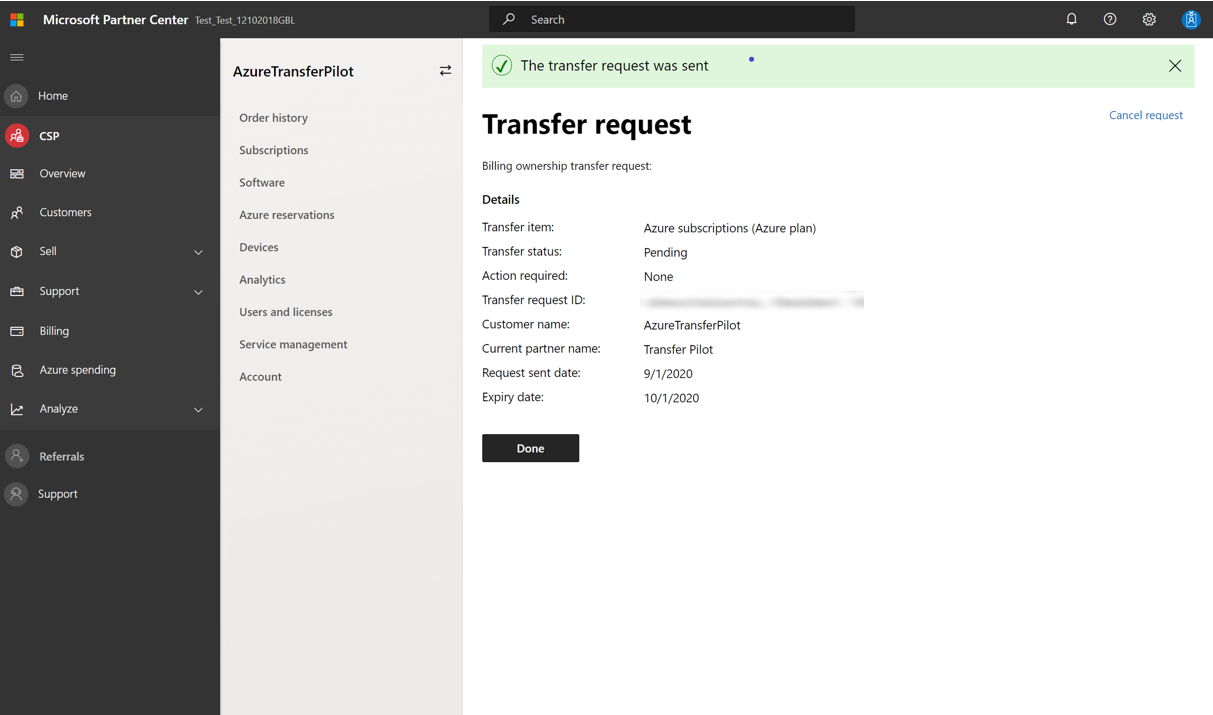 Microsoft Partner Center Test_Test_12102018GBL
Search
Home
CSP
Overview
Customers
Sell
Support
Billing
Azure spending
Analyze
Referrals
Support
AzureTransferPilot
Order history
Subscriptions
Software
Azure reservations
Devices
Analytics
Users and licenses
Service management
Account
The transfer request was sent
Transfer request
Cancel request
Billing ownership transfer request:
Details
Transfer item: Azure subscriptions (Azure plan)
Transfer status: Pending
Action required: None
Transfer request ID:
Customer name: AzureTransferPilot
Current partner name: Transfer Pilot
Request sent date: 9/1/2020
Expiry date: 10/1/2020
Done